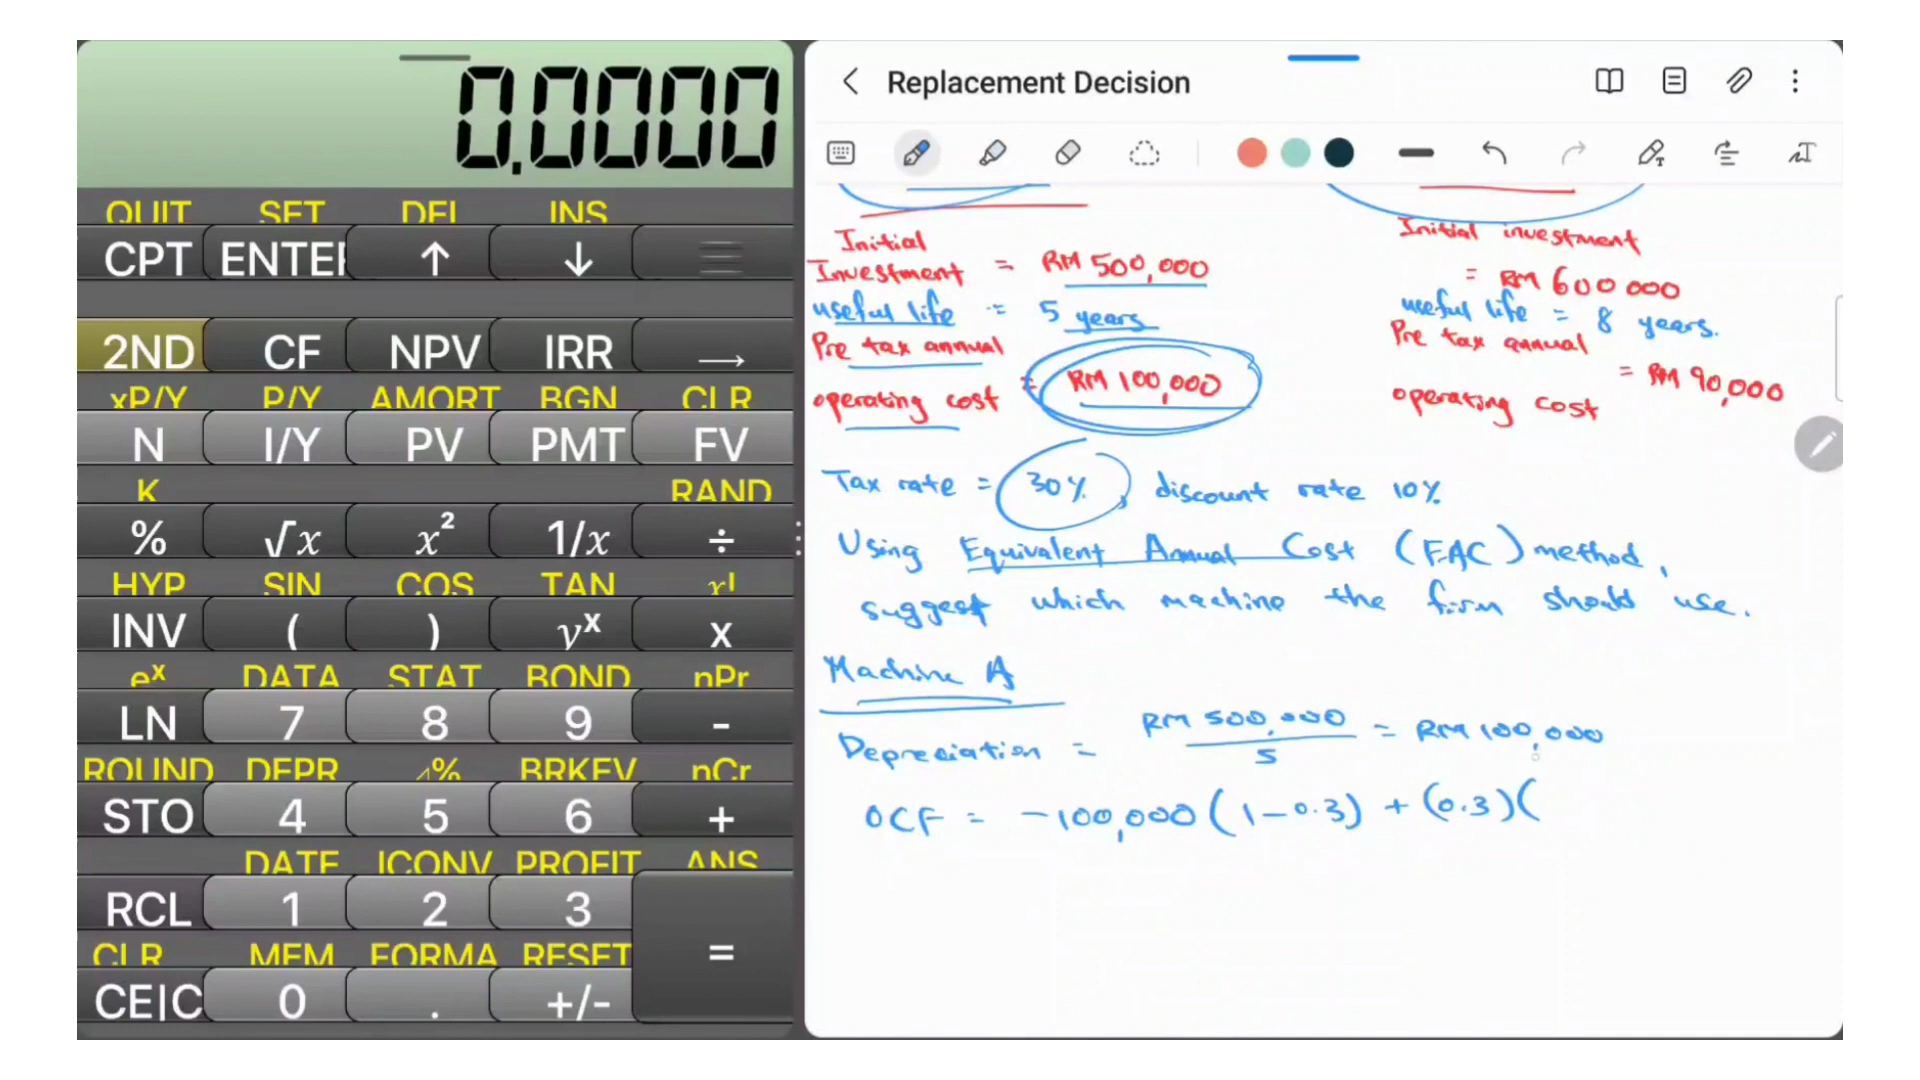 0.0000
QUIT SET DEL INS
CPT ENTER ↑ ↓
2ND CF NPV IRR →
xP/Y P/Y AMORT BGN CLR
N I/Y PV PMT FV
K RAND
% √x x² 1/x ÷
HYP SIN COS TAN x!
INV ( ) yˣ x
eˣ DATA STAT BOND nPr
LN 7 8 9 -
ROUND DEPR ⊿% BRKEV nCr
STO 4 5 6 +
DATE ICONV PROFIT ANS
RCL 1 2 3
CLR MEM FORMA RESET =
CE|C 0 . +/-
Replacement Decision
Initial
Investment = RM 500,000
useful life = 5 years
Pre tax annual
operating cost = RM 100,000
Initial investment
= RM 600 000
useful life = 8 years.
Pre tax annual
= RM 90,000
operating cost
Tax rate = 30%, discount rate 10%
Using Equivalent Annual Cost (EAC) method,
suggest which machine the firm should use.
Machine A
Depreciation = RM 500,000 / 5 = RM 100,000
OCF = -100,000 (1-0.3) + (0.3)(